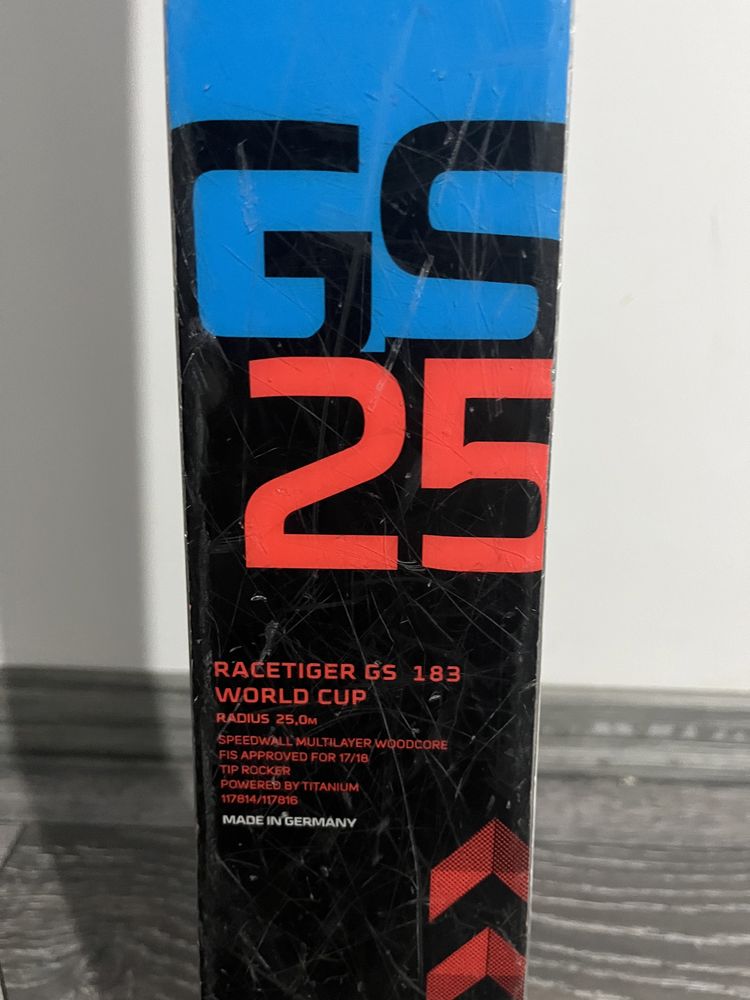 GS
25
RACETIGER GS 183
WORLD CUP
RADIUS 25,0M
SPEEDWALL MULTILAYER WOODCORE
FIS APPROVED FOR 17/18
TIP ROCKER
POWERED BY TITANIUM
117814/117816
MADE IN GERMANY